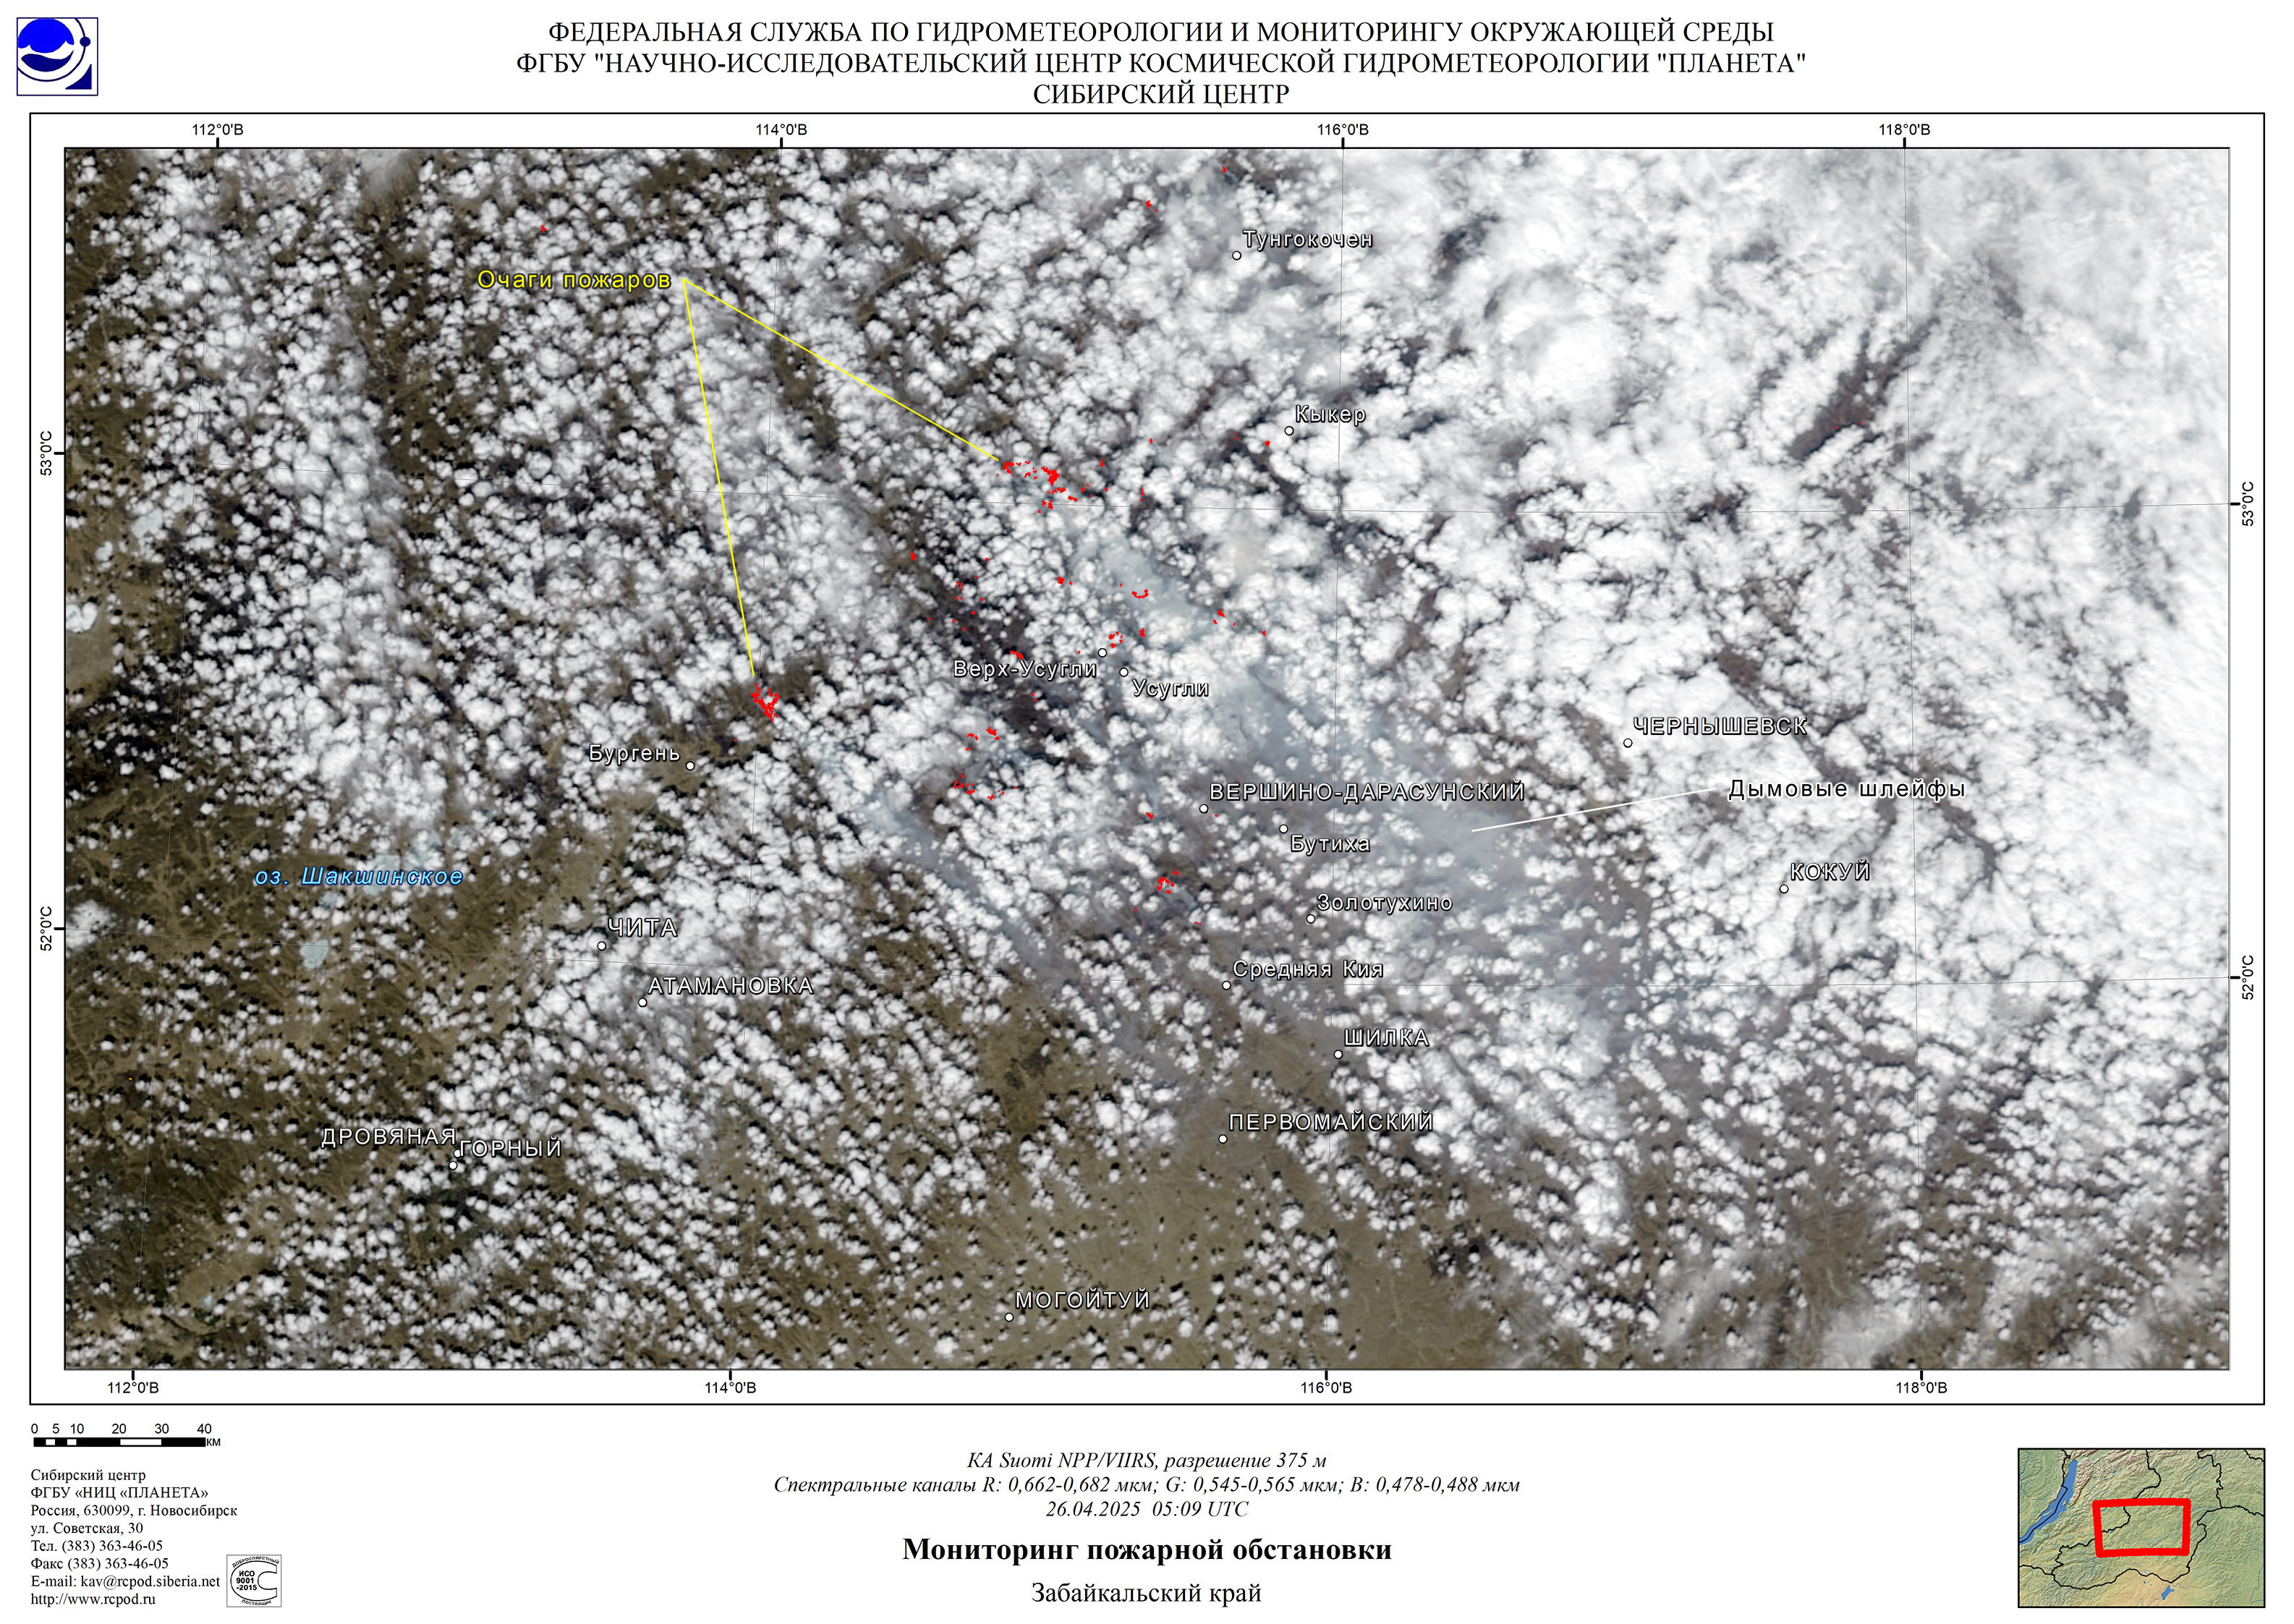 ФЕДЕРАЛЬНАЯ СЛУЖБА ПО ГИДРОМЕТЕОРОЛОГИИ И МОНИТОРИНГУ ОКРУЖАЮЩЕЙ СРЕДЫ
ФГБУ "НАУЧНО-ИССЛЕДОВАТЕЛЬСКИЙ ЦЕНТР КОСМИЧЕСКОЙ ГИДРОМЕТЕОРОЛОГИИ "ПЛАНЕТА"
СИБИРСКИЙ ЦЕНТР
112°0'В 114°0'В 116°0'В 118°0'В
Тунгокочен
Очаги пожаров
Кыкер
53°0'С
53°0'С
Верх-Усугли
Усугли
ЧЕРНЫШЕВСК
Бургень
ВЕРШИНО-ДАРАСУНСКИЙ
Дымовые шлейфы
Бутиха
КОКУЙ
оз. Шакшинское
Золотухино
ЧИТА
52°0'С
Средняя Кия
52°0'С
АТАМАНОВКА
ШИЛКА
ПЕРВОМАЙСКИЙ
ДРОВЯНАЯ
ГОРНЫЙ
МОГОЙТУЙ
112°0'В 114°0'В 116°0'В 118°0'В
0 5 10 20 30 40
КМ
КА Suomi NPP/VIIRS, разрешение 375 м
Спектральные каналы R: 0,662-0,682 мкм; G: 0,545-0,565 мкм; B: 0,478-0,488 мкм
26.04.2025 05:09 UTC
Мониторинг пожарной обстановки
Забайкальский край
Сибирский центр
ФГБУ «НИЦ «ПЛАНЕТА»
Россия, 630099, г. Новосибирск
ул. Советская, 30
Тел. (383) 363-46-05
Факс (383) 363-46-05
E-mail: kav@rcpod.siberia.net
http://www.rcpod.ru
ДОБРОСОВЕСТНЫЙ
ИСО
9001
-2015
ПОСТАВЩИК